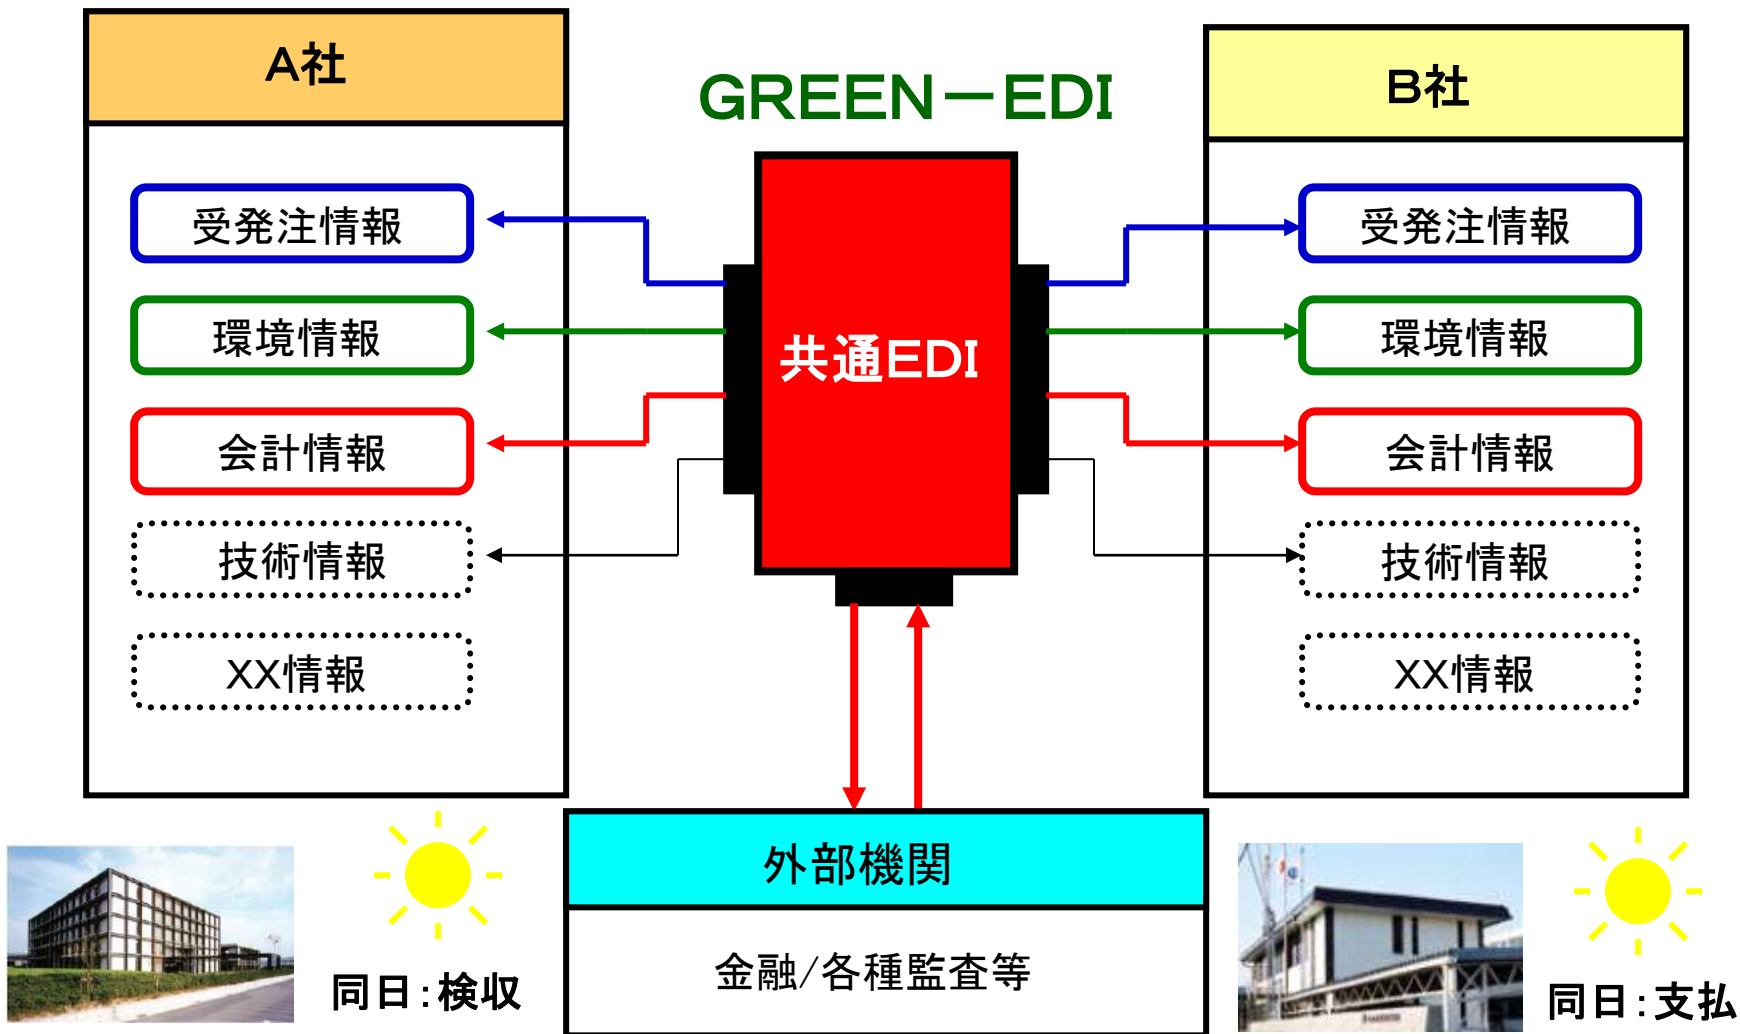 A社
GREEN－EDI
B社
受発注情報
環境情報
会計情報
技術情報
XX情報
共通EDI
受発注情報
環境情報
会計情報
技術情報
XX情報
外部機関
金融/各種監査等
同日：検収
同日：支払